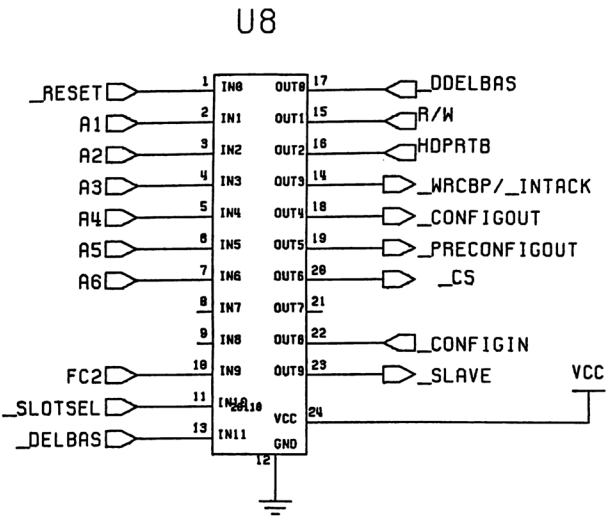 U8
_RESET 1 IN0 OUT0 17 _DDELBAS
A1 2 IN1 OUT1 15 R/W
A2 3 IN2 OUT2 16 HDPRTB
A3 4 IN3 OUT3 14 _WRCBP/_INTACK
A4 5 IN4 OUT4 18 _CONFIGOUT
A5 6 IN5 OUT5 19 _PRECONFIGOUT
A6 7 IN6 OUT6 20 _CS
8 IN7 OUT7 21
9 IN8 OUT8 22 _CONFIGIN
FC2 10 IN9 OUT9 23 _SLAVE VCC
_SLOTSEL 11 IN10
VCC 24
_DELBAS 13 IN11
GND
12